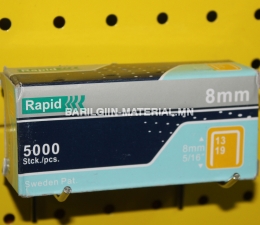 Rapid
8mm
BARILGIIN-MATERIAL.MN
5000
Stck./pcs.
8mm
5/16"
13
19
Sweden Pat.